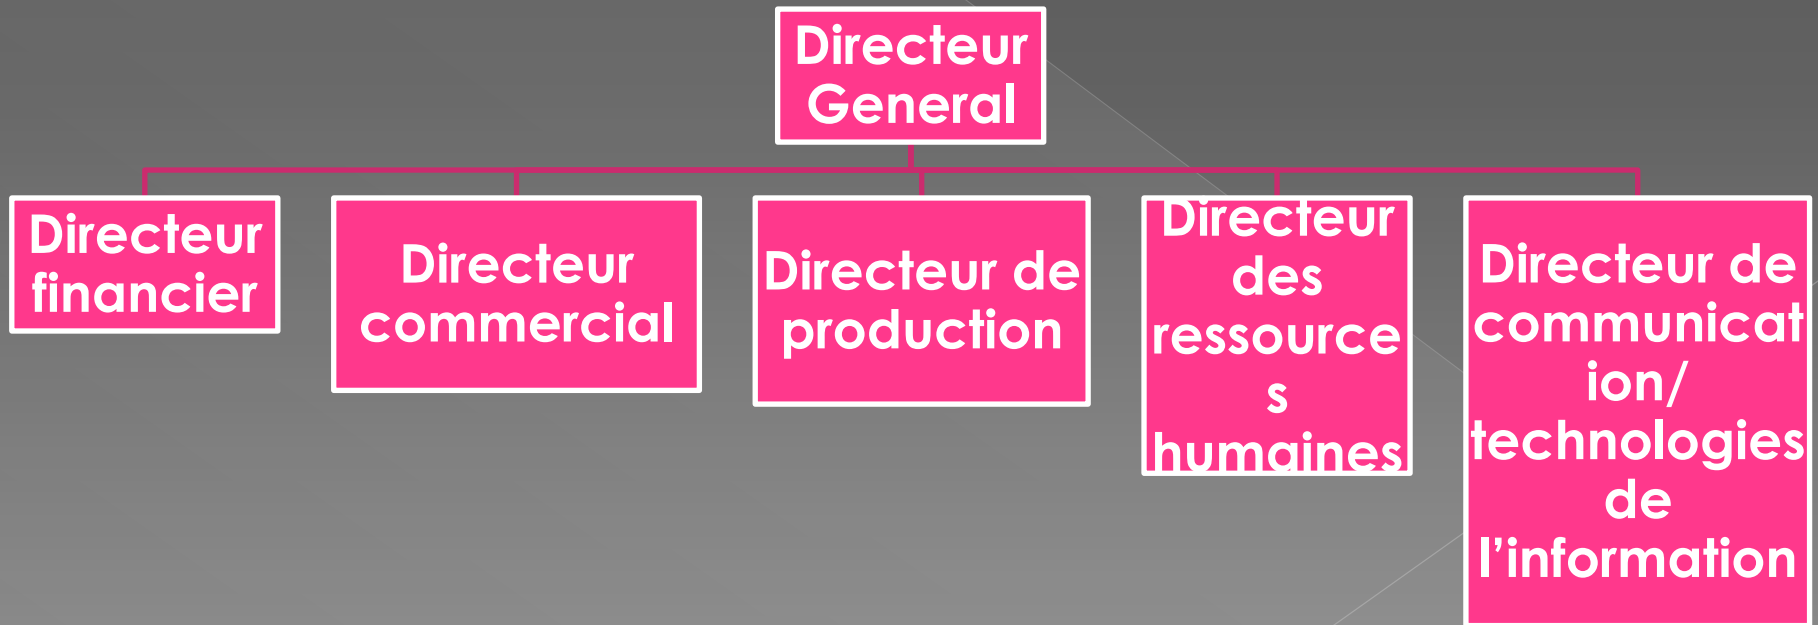 Directeur
General
Directeur
financier
Directeur
commercial
Directeur de
production
Directeur
des
ressource
s
humaines
Directeur de
communicat
ion/
technologies
de
l’information